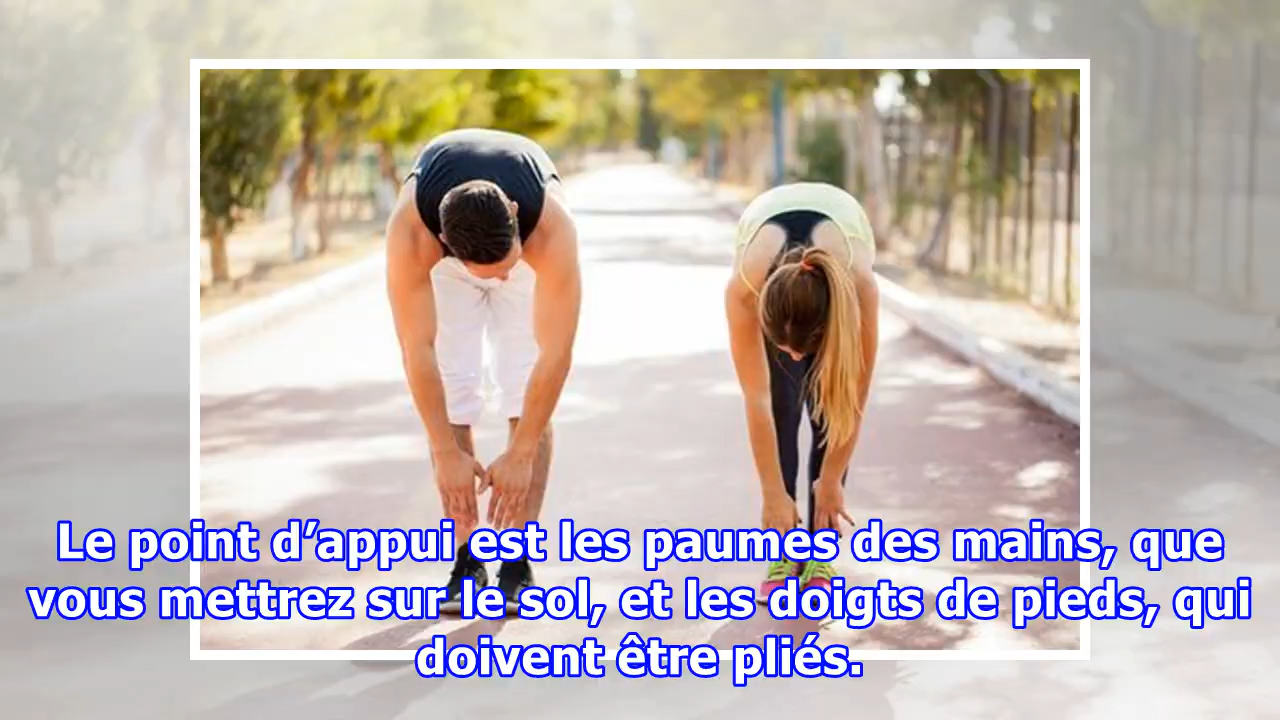 Le point d’appui est les paumes des mains, que
vous mettrez sur le sol, et les doigts de pieds, qui
doivent être pliés.